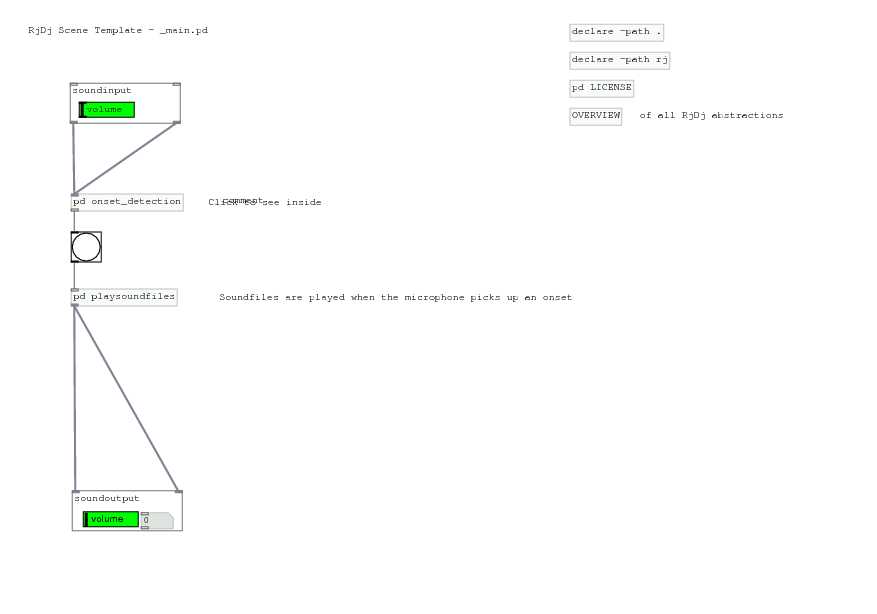 RjDj Scene Template - _main.pd
declare -path .
declare -path rj
soundinput
pd LICENSE
volume
OVERVIEW of all RjDj abstractions
pd onset_detection
Click to see inside
comment
pd playsoundfiles
Soundfiles are played when the microphone picks up an onset
soundoutput
volume
0